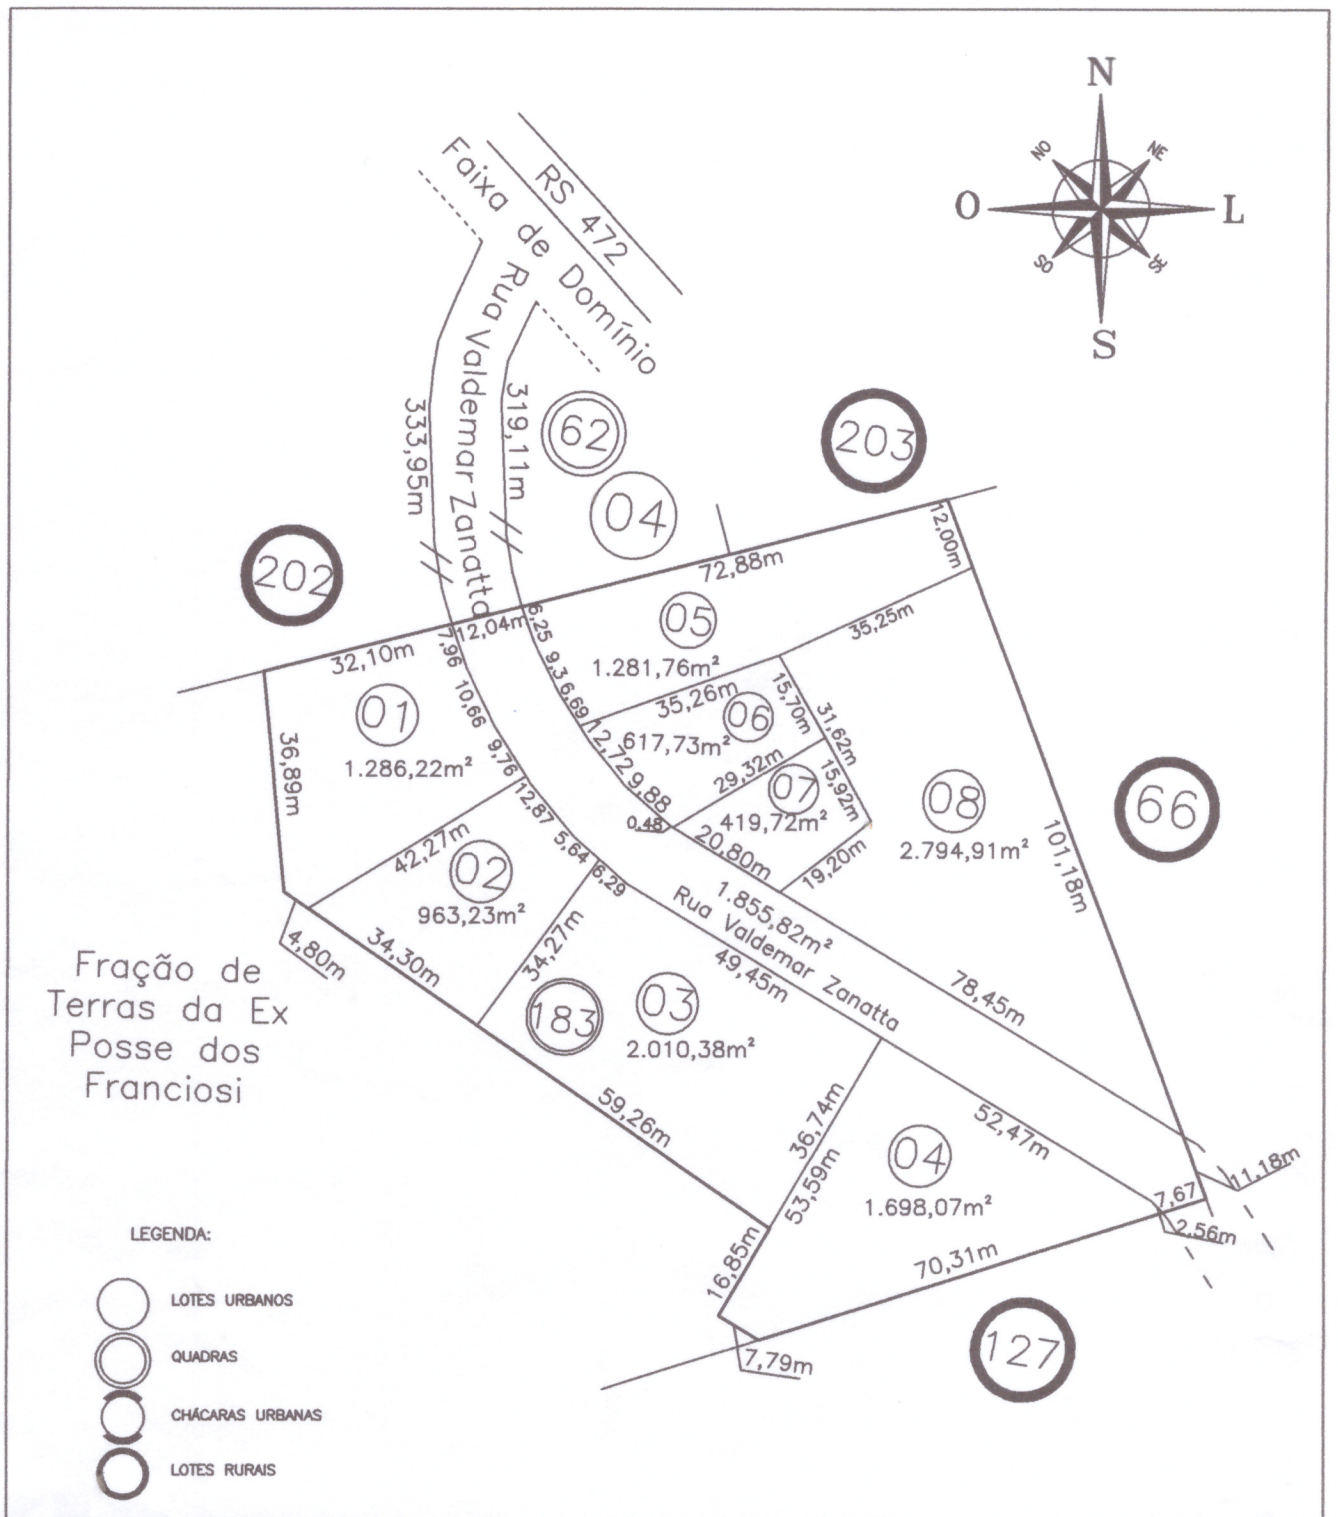 N
NO
NE
O
L
SO
SE
S
RS 472
Faixa de Domínio
Rua Valdemar Zanatta
333,95m
319,11m
62
04
203
202
72,88m
12,00m
12,04m
32,10m
7,96
10,66
9,76
12,87
5,64
6,29
6,25
9,3
6,69
12,72
9,88
0,48
05
1.281,76m²
35,25m
35,26m
06
617,73m²
15,70m
31,62m
29,32m
07
419,72m²
15,92m
20,80m
19,20m
08
2.794,91m²
101,18m
66
01
1.286,22m²
36,89m
42,27m
02
963,23m²
4,80m
34,30m
34,27m
Fração de
Terras da Ex
Posse dos
Franciosi
183
03
2.010,38m²
1.855,82m²
Rua Valdemar Zanatta
49,45m
78,45m
59,26m
36,74m
53,59m
16,85m
52,47m
04
1.698,07m²
7,67
11,18m
2,56m
70,31m
7,79m
127
LEGENDA:
LOTES URBANOS
QUADRAS
CHÁCARAS URBANAS
LOTES RURAIS